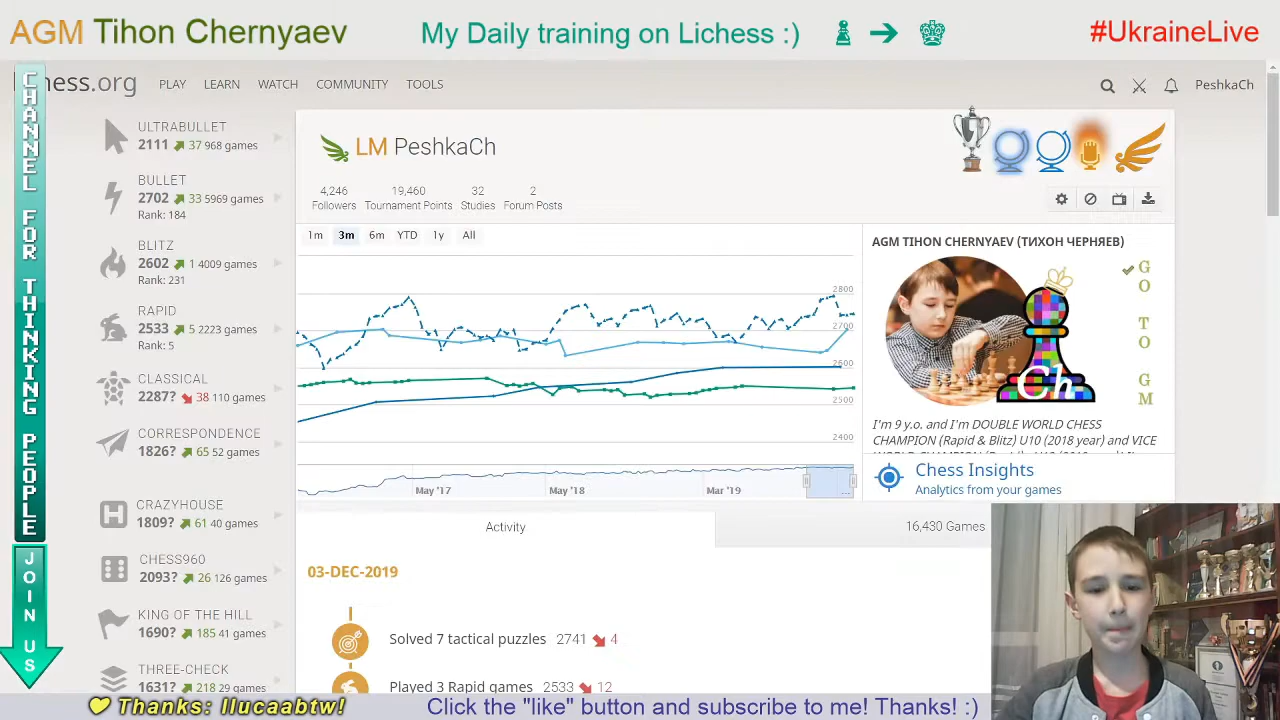 AGM Tihon Chernyaev
My Daily training on Lichess :)
#UkraineLive
CHANNEL FOR THINKING PEOPLE
JOIN US
hess.org
PLAY LEARN WATCH COMMUNITY TOOLS
PeshkaCh
ULTRABULLET
2111 37 968 games
BULLET
2702 33 5969 games
Rank: 184
BLITZ
2602 1 4009 games
Rank: 231
RAPID
2533 5 2223 games
Rank: 5
CLASSICAL
2287? 38 110 games
CORRESPONDENCE
1826? 65 52 games
CRAZYHOUSE
1809? 61 40 games
CHESS960
2093? 26 126 games
KING OF THE HILL
1690? 185 41 games
THREE-CHECK
1631? 218 29 games
LM PeshkaCh
4,246 19,460 32 2
Followers Tournament Points Studies Forum Posts
1m 3m 6m YTD 1y All
2800
2700
2600
2500
2400
May '17 May '18 Mar '19 ...
AGM TIHON CHERNYAEV (ТИХОН ЧЕРНЯЕВ)
Ch
GO TO GM
I'm 9 y.o. and I'm DOUBLE WORLD CHESS
CHAMPION (Rapid & Blitz) U10 (2018 year) and VICE
Chess Insights
Analytics from your games
Activity
16,430 Games
03-DEC-2019
Solved 7 tactical puzzles 2741 4
Played 3 Rapid games 2533 12
Thanks: llucaabtw!
Click the "like" button and subscribe to me! Thanks! :)